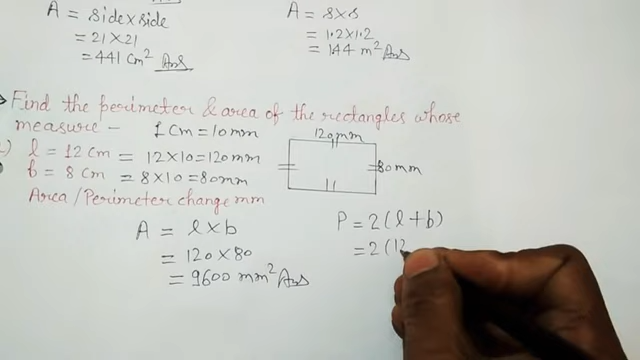 A = side×side
= 21×21
= 441 cm² Ans
A = s×s
= 1.2×1.2
= 144 m² Ans
Find the perimeter & area of the rectangles whose
measure – 1 Cm = 10 mm
l = 12 cm = 12×10 = 120 mm
b = 8 cm = 8×10 = 80 mm
120 mm
80 mm
Area/Perimeter change mm
A = l×b
= 120×80
= 9600 mm² Ans
P = 2(l+b)
= 2(12